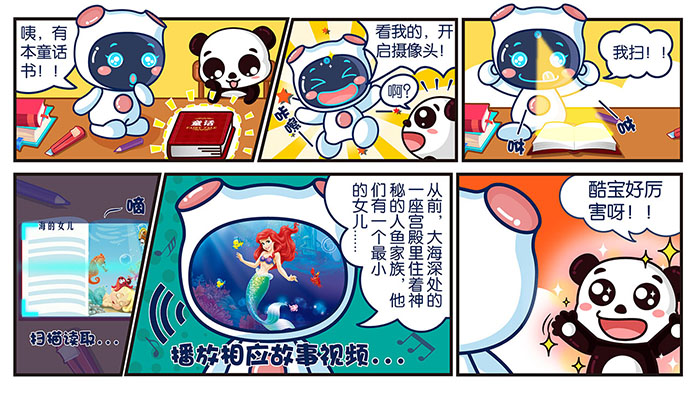 咦，有
本童话
书！！
童话
FAIRY TALE
看我的，开
启摄像头！！
啊？
我扫！！
海的女儿
嘀
扫描读取...
从前，大海深处的
一座宫殿里住着神
秘的人鱼家族，他
们有一个最小
的女儿......
播放相应故事视频...
酷宝好厉
害呀！！